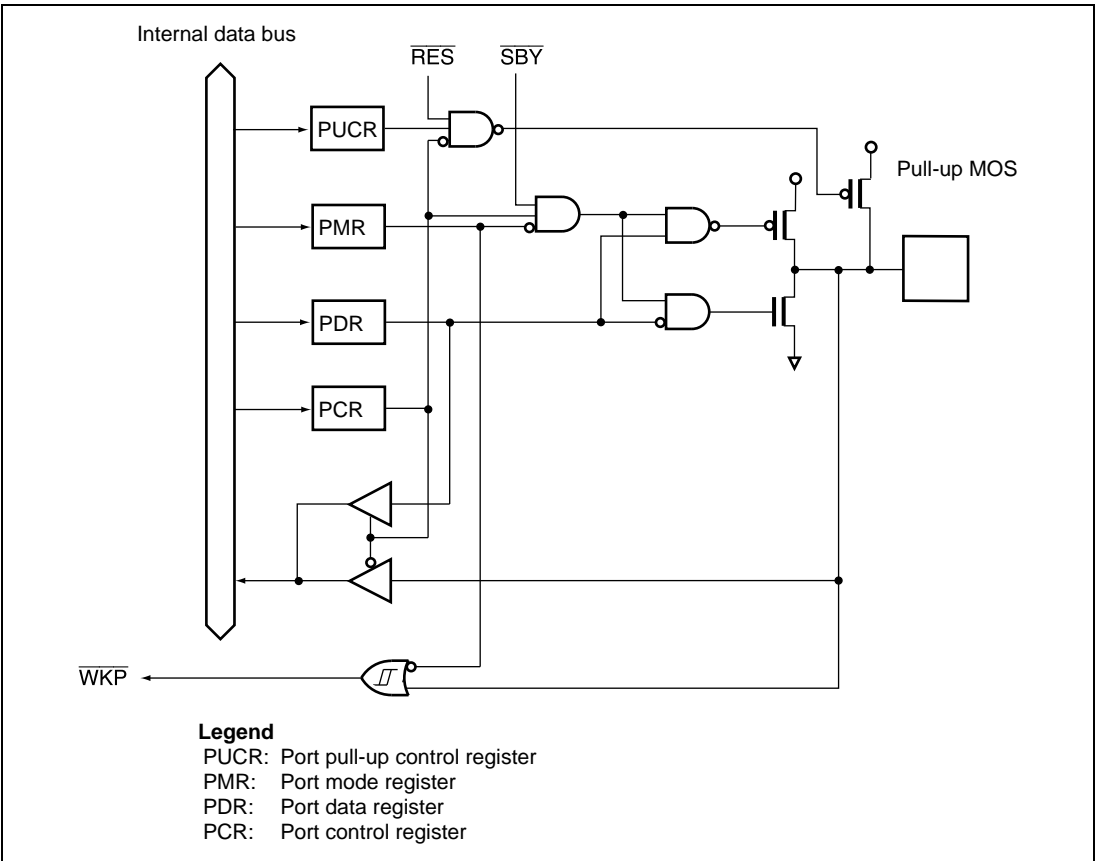 Internal data bus
RES SBY
PUCR
Pull-up MOS
PMR
PDR
PCR
WKP
Legend
PUCR: Port pull-up control register
PMR: Port mode register
PDR: Port data register
PCR: Port control register